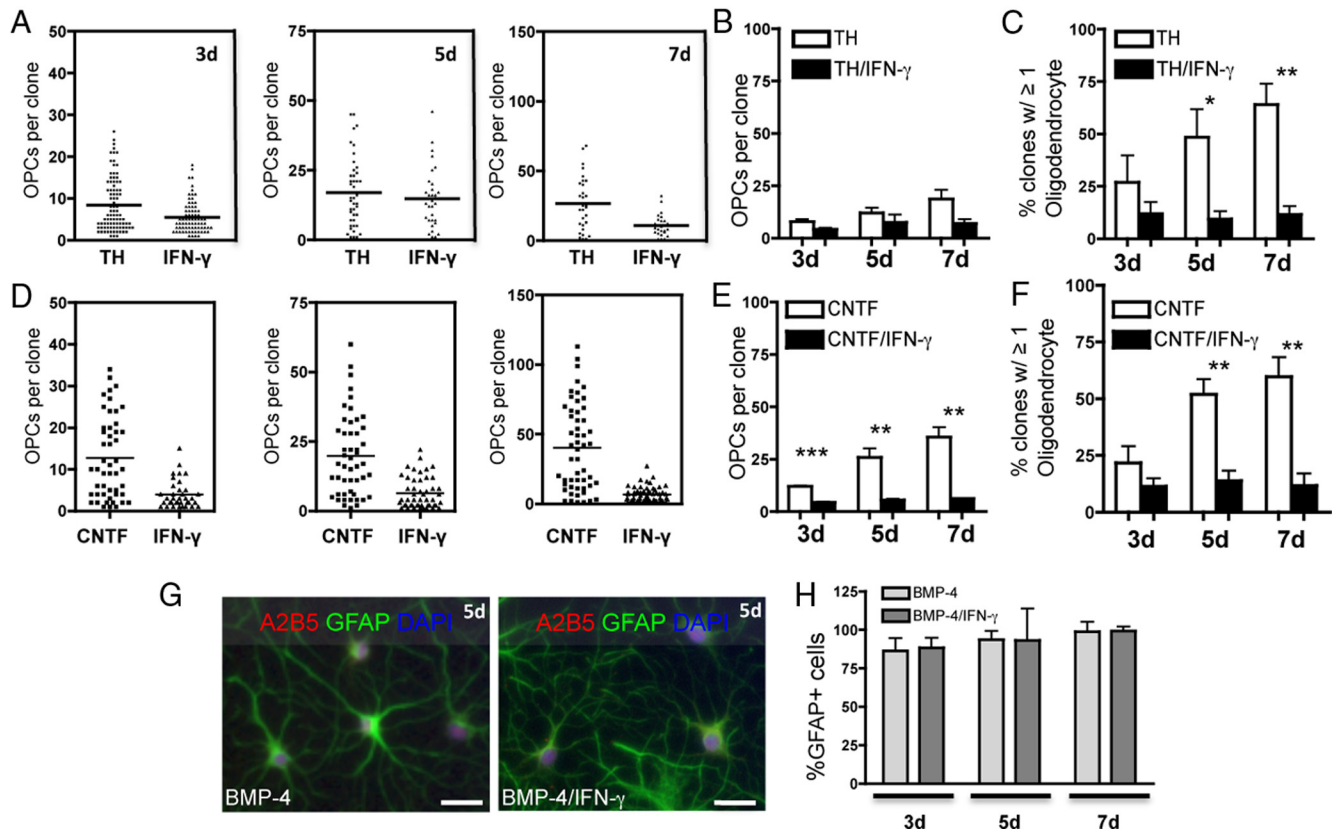 A
OPCs per clone
50
40
30
20
10
0
3d
TH IFN-γ
OPCs per clone
75
50
25
0
5d
TH IFN-γ
OPCs per clone
150
100
50
0
7d
TH IFN-γ
B
OPCs per clone
100
75
50
25
0
TH
TH/IFN-γ
3d 5d 7d
C
% clones w/ ≥ 1
Oligodendrocyte
100
75
50
25
0
TH
TH/IFN-γ
*
**
3d 5d 7d
D
OPCs per clone
50
40
30
20
10
0
CNTF IFN-γ
OPCs per clone
75
50
25
0
CNTF IFN-γ
OPCs per clone
150
100
50
0
CNTF IFN-γ
E
OPCs per clone
100
75
50
25
0
CNTF
CNTF/IFN-γ
***
**
**
3d 5d 7d
F
% clones w/ ≥ 1
Oligodendrocyte
100
75
50
25
0
CNTF
CNTF/IFN-γ
**
**
3d 5d 7d
G
A2B5 GFAP DAPI
5d
BMP-4
A2B5 GFAP DAPI
5d
BMP-4/IFN-γ
H
%GFAP+ cells
125
100
75
50
25
0
BMP-4
BMP-4/IFN-γ
3d 5d 7d